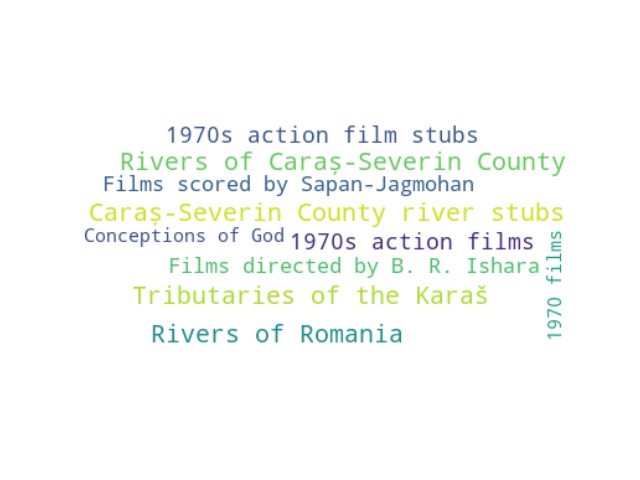 1970s action film stubs
Rivers of Caraș-Severin County
Films scored by Sapan-Jagmohan
Caraș-Severin County river stubs
Conceptions of God
1970s action films
Films directed by B. R. Ishara
1970 films
Tributaries of the Karaš
Rivers of Romania